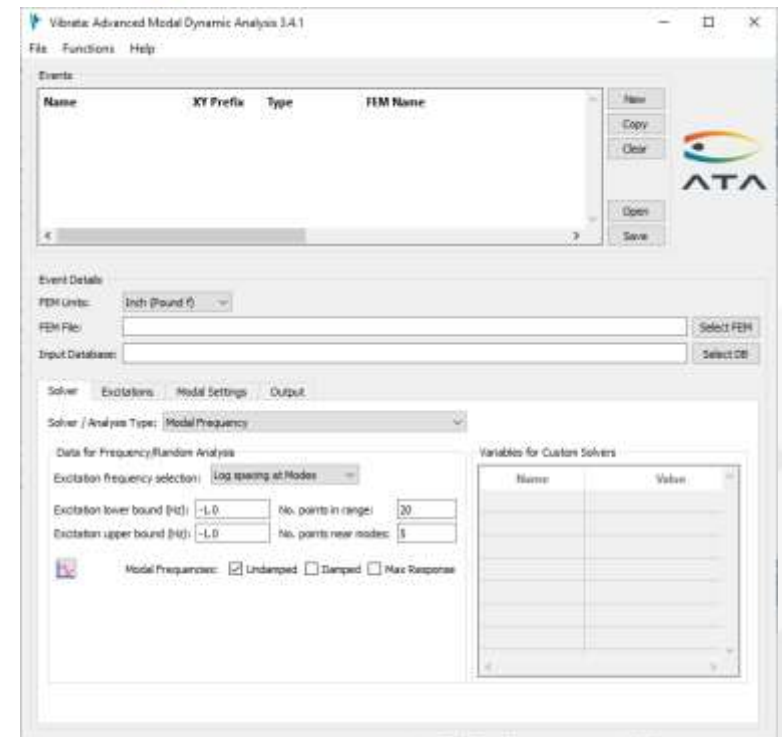 Vibrata: Advanced Modal Dynamic Analysis 3.4.1
File Functions Help
Events
Name XY Prefix Type FEM Name
New
Copy
Clear
ATA
Open
Save
Event Details
FEM Units: Inch (Pound f)
FEM File: Select FEM
Input Database: Select DB
Solver Excitations Modal Settings Output
Solver / Analysis Type: Modal Frequency
Data for Frequency/Random Analysis Variables for Custom Solvers
Excitation frequency selection: Log spacing at Modes Name Value
Excitation lower bound (Hz): -1.0 No. points in range: 20
Excitation upper bound (Hz): -1.0 No. points near modes: 5
Modal Frequencies: Undamped Damped Max Response